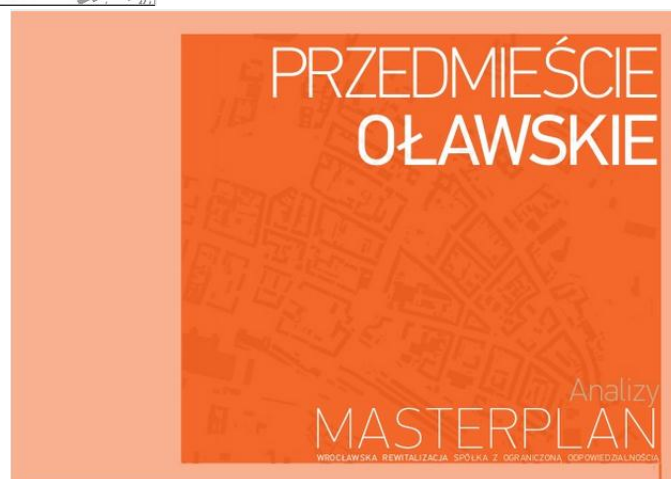 PRZEDMIEŚCIE
OŁAWSKIE
Analizy
MASTERPLAN
WROCŁAWSKA REWITALIZACJA SPÓŁKA Z OGRANICZONĄ ODPOWIEDZIALNOŚCIĄ